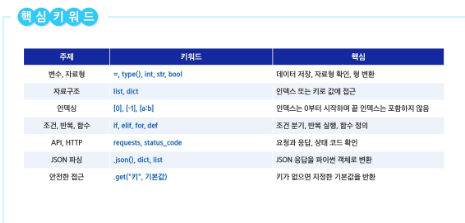 핵심키워드
주제 키워드 핵심
변수, 자료형 =, type(), int, str, bool 데이터 저장, 자료형 확인, 형 변환
자료구조 list, dict 인덱스 또는 키로 값에 접근
인덱싱 [0], [-1], [a:b] 인덱스는 0부터 시작하며 끝 인덱스는 포함하지 않음
조건, 반복, 함수 if, elif, for, def 조건 분기, 반복 실행, 함수 정의
API, HTTP requests, status_code 요청과 응답, 상태 코드 확인
JSON 파싱 .json(), dict, list JSON 응답을 파이썬 객체로 변환
안전한 접근 .get("키", 기본값) 키가 없으면 지정한 기본값을 반환